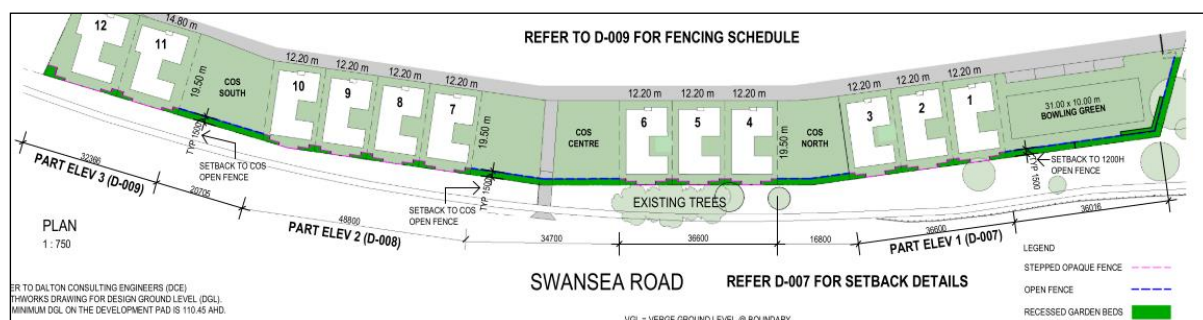 REFER TO D-009 FOR FENCING SCHEDULE
12
14.80 m
11
19.50 m
COS
SOUTH
12.20 m
12.20 m
12.20 m
12.20 m
10
9
8
7
19.50 m
COS
CENTRE
12.20 m
12.20 m
12.20 m
6
5
4
19.50 m
COS
NORTH
12.20 m
12.20 m
12.20 m
3
2
1
31.00 x 10.00 m
BOWLING GREEN
TYP 1500
SETBACK TO COS
OPEN FENCE
TYP 1500
SETBACK TO COS
OPEN FENCE
EXISTING TREES
TYP 1500
SETBACK TO 1200H
OPEN FENCE
32366
PART ELEV 3 (D-009)
20705
48800
PART ELEV 2 (D-008)
34700
36600
16800
36600
PART ELEV 1 (D-007)
36016
PLAN
1 : 750
SWANSEA ROAD
REFER D-007 FOR SETBACK DETAILS
LEGEND
STEPPED OPAQUE FENCE
OPEN FENCE
RECESSED GARDEN BEDS
ER TO DALTON CONSULTING ENGINEERS (DCE)
THWORKS DRAWING FOR DESIGN GROUND LEVEL (DGL).
MINIMUM DGL ON THE DEVELOPMENT PAD IS 110.45 AHD.
VGL = VERGE GROUND LEVEL @ BOUNDARY